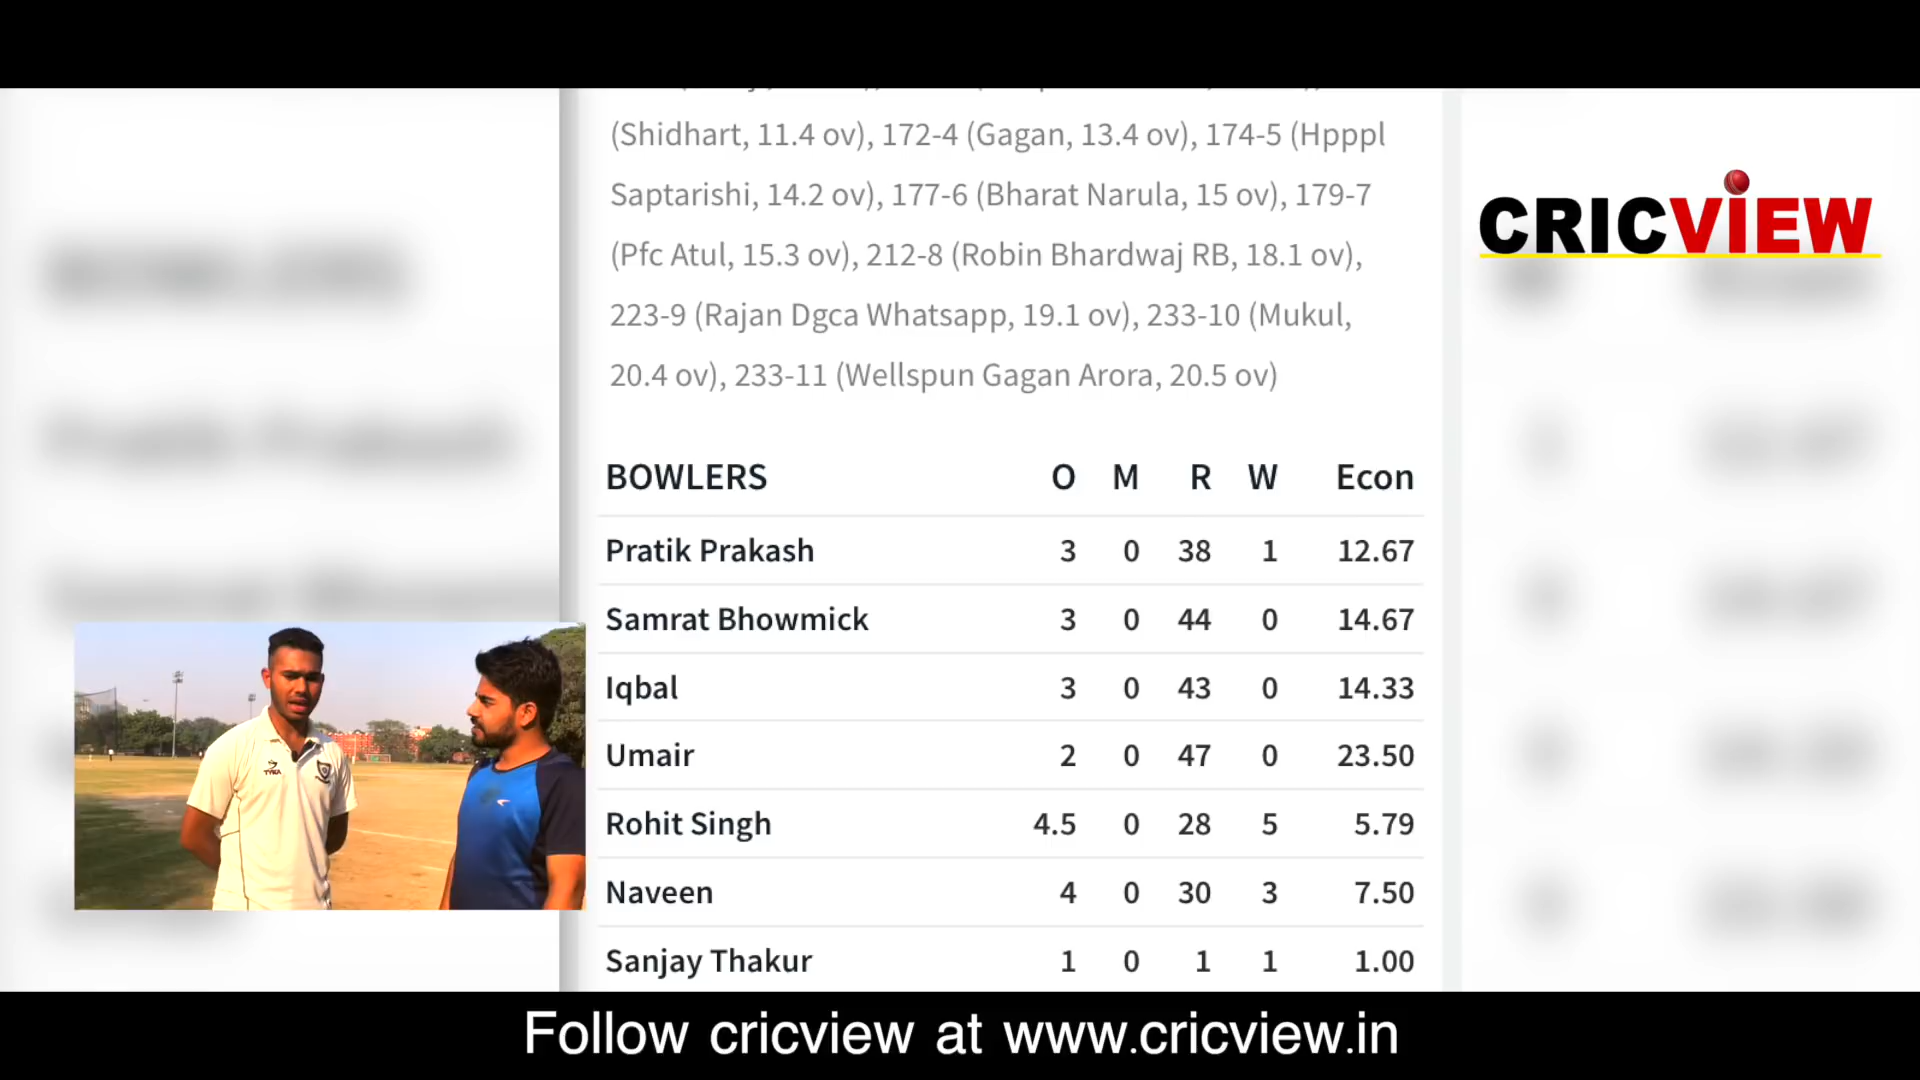 (Shidhart, 11.4 ov), 172-4 (Gagan, 13.4 ov), 174-5 (Hpppl
Saptarishi, 14.2 ov), 177-6 (Bharat Narula, 15 ov), 179-7
(Pfc Atul, 15.3 ov), 212-8 (Robin Bhardwaj RB, 18.1 ov),
223-9 (Rajan Dgca Whatsapp, 19.1 ov), 233-10 (Mukul,
20.4 ov), 233-11 (Wellspun Gagan Arora, 20.5 ov)
CRICVIEW
BOWLERS O M R W Econ
Pratik Prakash 3 0 38 1 12.67
Samrat Bhowmick 3 0 44 0 14.67
Iqbal 3 0 43 0 14.33
Umair 2 0 47 0 23.50
Rohit Singh 4.5 0 28 5 5.79
Naveen 4 0 30 3 7.50
Sanjay Thakur 1 0 1 1 1.00
TYKA
Follow cricview at www.cricview.in